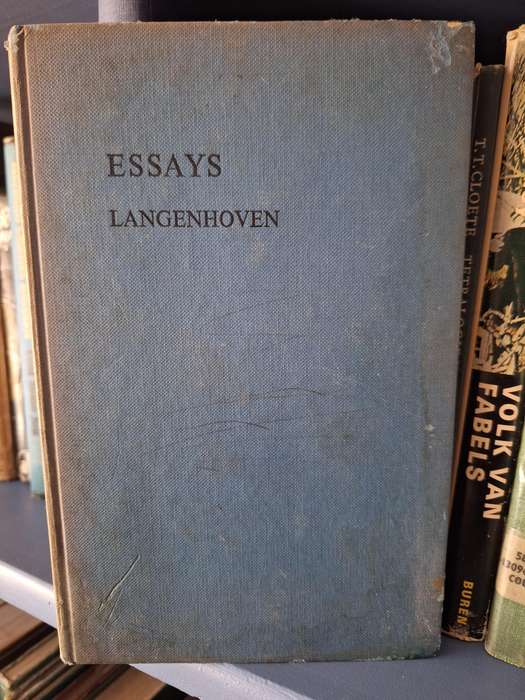 ESSAYS
LANGENHOVEN
T.T.CLOETE
BUREN
VOLK VAN
FABELS